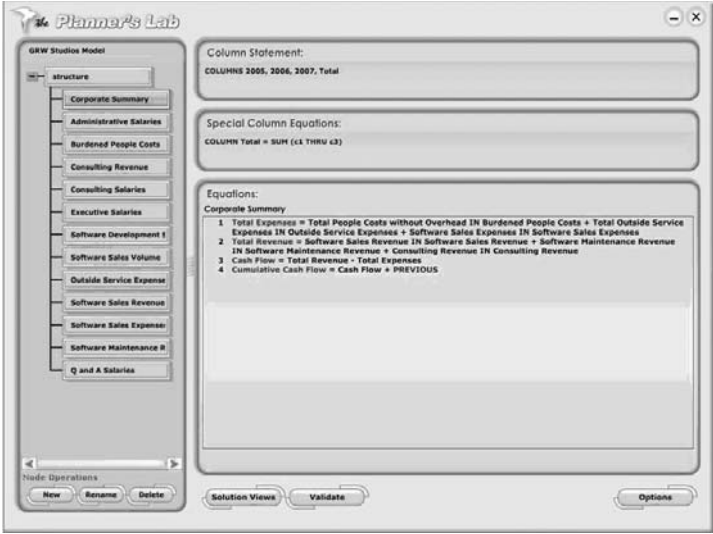 the Planner's Lab
GRW Studios Model
structure
Corporate Summary
Administrative Salaries
Burdened People Costs
Consulting Revenue
Consulting Salaries
Executive Salaries
Software Development S
Software Sales Volume
Outside Service Expense
Software Sales Revenue
Software Sales Expenses
Software Maintenance R
Q and A Salaries
Node Operations
New
Rename
Delete
Column Statement:
COLUMNS 2005, 2006, 2007, Total
Special Column Equations:
COLUMN Total = SUM (c1 THRU c3)
Equations:
Corporate Summary
1 Total Expenses = Total People Costs without Overhead IN Burdened People Costs + Total Outside Service
Expenses IN Outside Service Expenses + Software Sales Expenses IN Software Sales Expenses
2 Total Revenue = Software Sales Revenue IN Software Sales Revenue + Software Maintenance Revenue
IN Software Maintenance Revenue + Consulting Revenue IN Consulting Revenue
3 Cash Flow = Total Revenue - Total Expenses
4 Cumulative Cash Flow = Cash Flow + PREVIOUS
Solution Views
Validate
Options